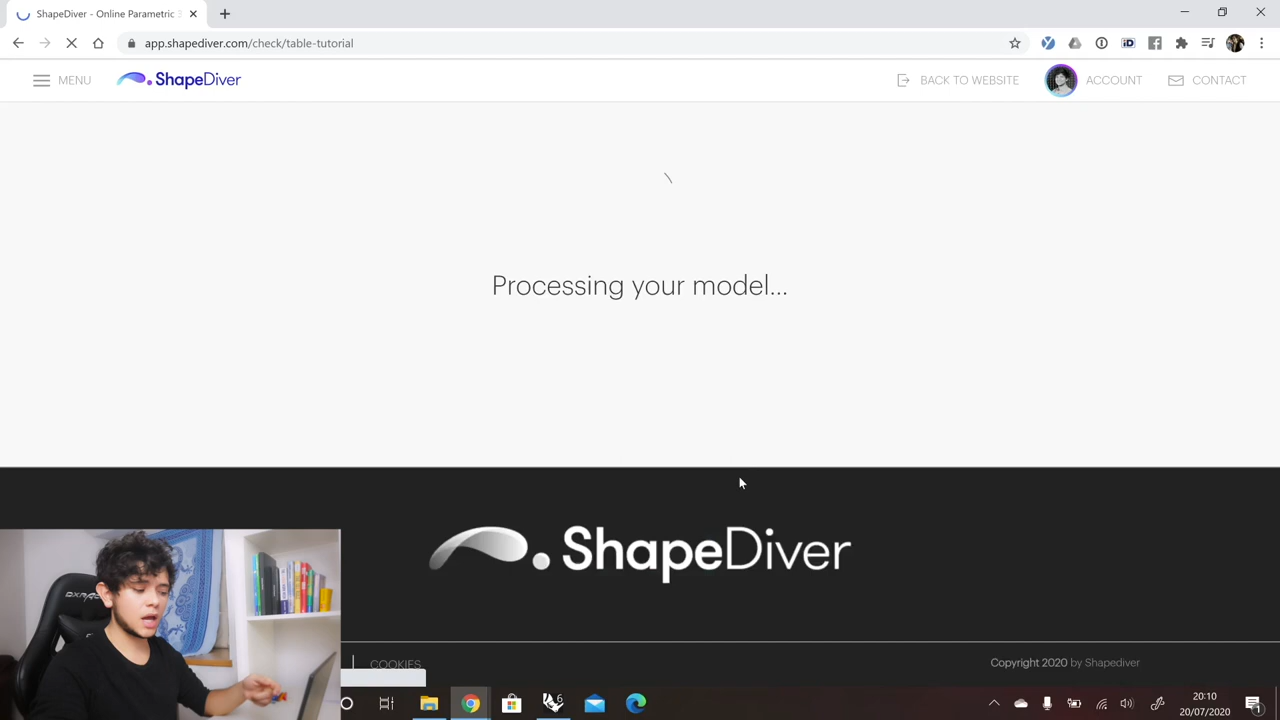 ShapeDiver - Online Parametric
app.shapediver.com/check/table-tutorial
MENU
ShapeDiver
BACK TO WEBSITE
ACCOUNT
CONTACT
Processing your model...
ShapeDiver
COOKIES
Copyright 2020 by Shapediver
DXRACER
20:10
20/07/2020